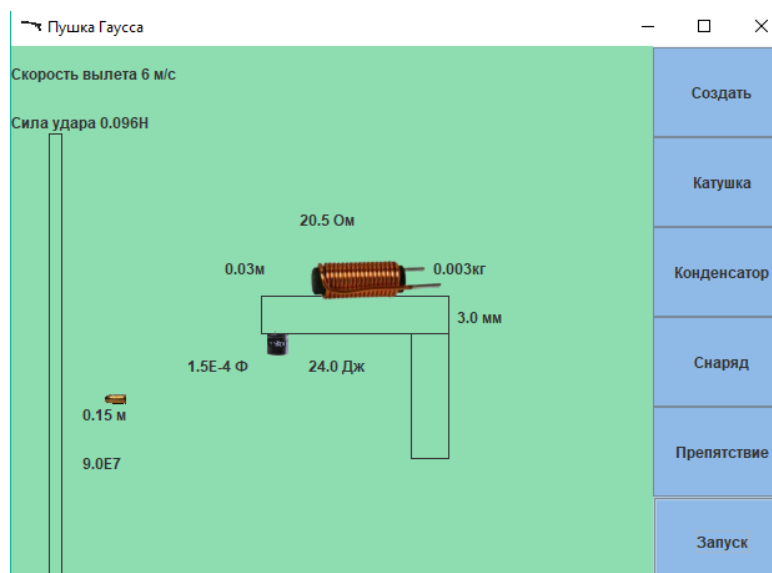 Пушка Гаусса
Скорость вылета 6 м/с
Сила удара 0.096Н
20.5 Ом
0.03м
0.003кг
3.0 мм
1.5E-4 Ф
24.0 Дж
0.15 м
9.0E7
Создать
Катушка
Конденсатор
Снаряд
Препятствие
Запуск